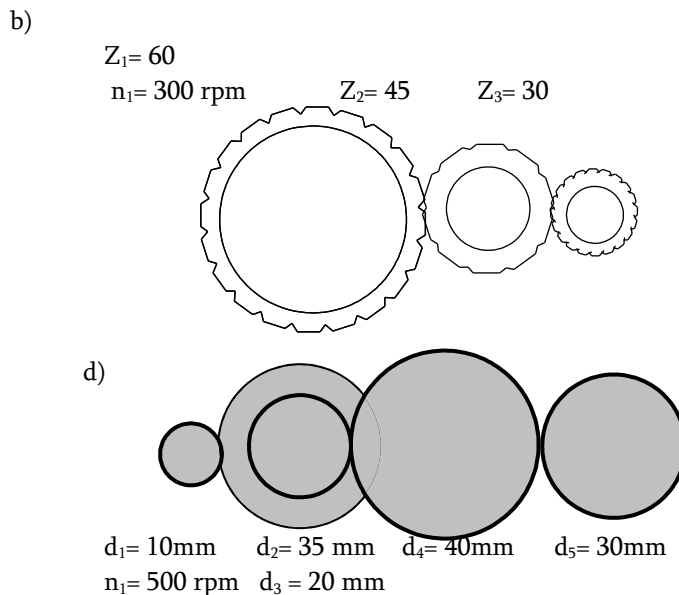 b)
Z₁= 60
n₁= 300 rpm Z₂= 45 Z₃= 30
d)
d₁= 10mm d₂= 35 mm d₄= 40mm d₅= 30mm
n₁= 500 rpm d₃ = 20 mm